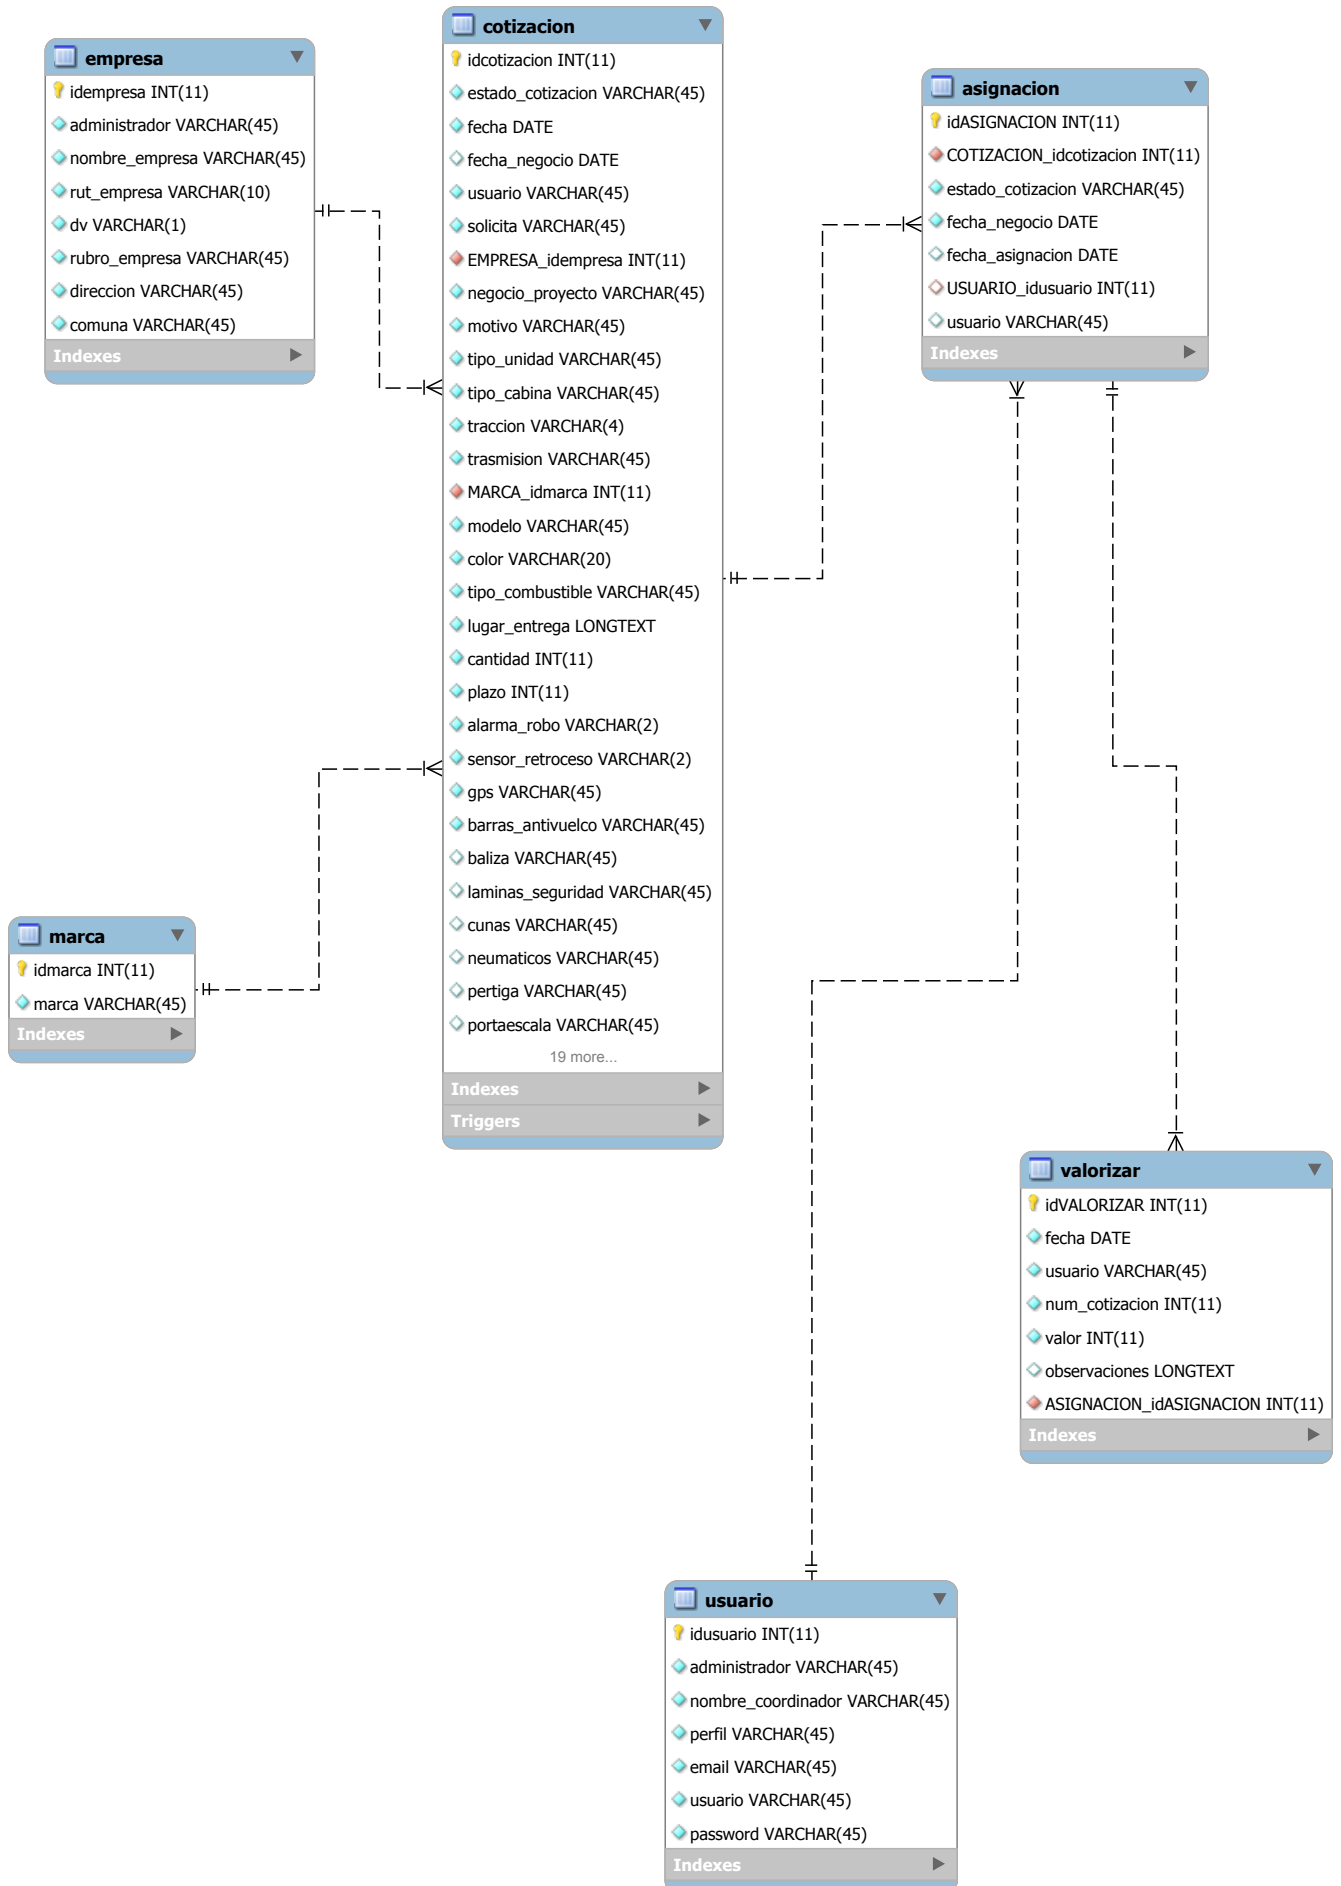 empresa
idempresa INT(11)
administrador VARCHAR(45)
nombre_empresa VARCHAR(45)
rut_empresa VARCHAR(10)
dv VARCHAR(1)
rubro_empresa VARCHAR(45)
direccion VARCHAR(45)
comuna VARCHAR(45)
Indexes
cotizacion
idcotizacion INT(11)
estado_cotizacion VARCHAR(45)
fecha DATE
fecha_negocio DATE
usuario VARCHAR(45)
solicita VARCHAR(45)
EMPRESA_idempresa INT(11)
negocio_proyecto VARCHAR(45)
motivo VARCHAR(45)
tipo_unidad VARCHAR(45)
tipo_cabina VARCHAR(45)
traccion VARCHAR(4)
trasmision VARCHAR(45)
MARCA_idmarca INT(11)
modelo VARCHAR(45)
color VARCHAR(20)
tipo_combustible VARCHAR(45)
lugar_entrega LONGTEXT
cantidad INT(11)
plazo INT(11)
alarma_robo VARCHAR(2)
sensor_retroceso VARCHAR(2)
gps VARCHAR(45)
barras_antivuelco VARCHAR(45)
baliza VARCHAR(45)
laminas_seguridad VARCHAR(45)
cunas VARCHAR(45)
neumaticos VARCHAR(45)
pertiga VARCHAR(45)
portaescala VARCHAR(45)
19 more...
Indexes
Triggers
asignacion
idASIGNACION INT(11)
COTIZACION_idcotizacion INT(11)
estado_cotizacion VARCHAR(45)
fecha_negocio DATE
fecha_asignacion DATE
USUARIO_idusuario INT(11)
usuario VARCHAR(45)
Indexes
marca
idmarca INT(11)
marca VARCHAR(45)
Indexes
valorizar
idVALORIZAR INT(11)
fecha DATE
usuario VARCHAR(45)
num_cotizacion INT(11)
valor INT(11)
observaciones LONGTEXT
ASIGNACION_idASIGNACION INT(11)
Indexes
usuario
idusuario INT(11)
administrador VARCHAR(45)
nombre_coordinador VARCHAR(45)
perfil VARCHAR(45)
email VARCHAR(45)
usuario VARCHAR(45)
password VARCHAR(45)
Indexes